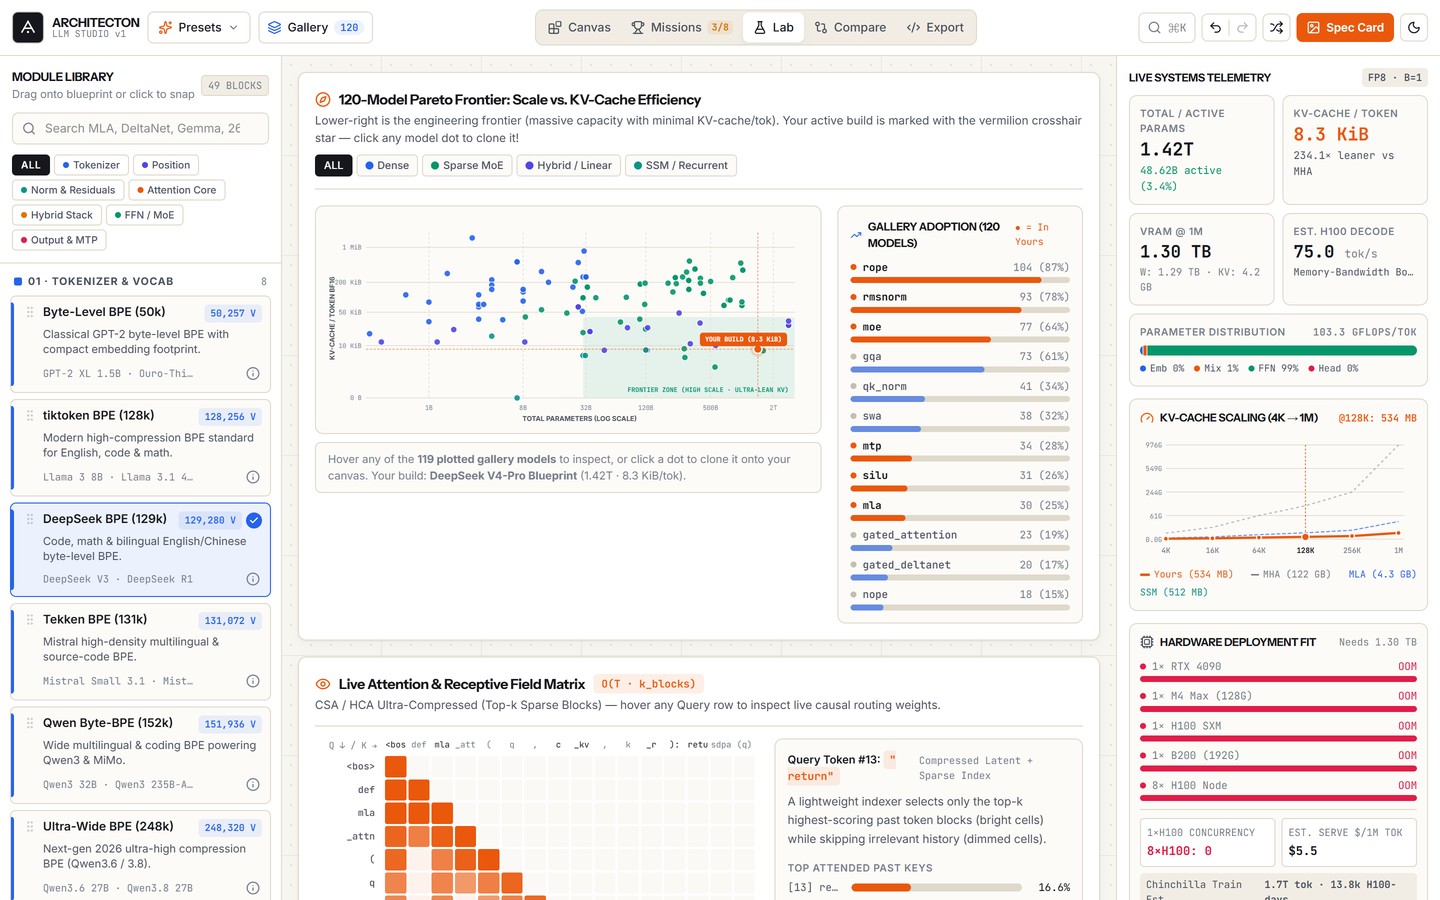 ARCHITECTON
LLM STUDIO v1
Presets
Gallery 120
Canvas
Missions 3/8
Lab
Compare
Export
⌘K
Spec Card
MODULE LIBRARY
Drag onto blueprint or click to snap
49 BLOCKS
Search MLA, DeltaNet, Gemma, 26
ALL
Tokenizer
Position
Norm & Residuals
Attention Core
Hybrid Stack
FFN / MoE
Output & MTP
01 · TOKENIZER & VOCAB 8
Byte-Level BPE (50k) 50,257 V
Classical GPT-2 byte-level BPE with
compact embedding footprint.
GPT-2 XL 1.5B · Ouro-Thi…
tiktoken BPE (128k) 128,256 V
Modern high-compression BPE standard
for English, code & math.
Llama 3 8B · Llama 3.1 4…
DeepSeek BPE (129k) 129,280 V
Code, math & bilingual English/Chinese
byte-level BPE.
DeepSeek V3 · DeepSeek R1
Tekken BPE (131k) 131,072 V
Mistral high-density multilingual &
source-code BPE.
Mistral Small 3.1 · Mist…
Qwen Byte-BPE (152k) 151,936 V
Wide multilingual & coding BPE powering
Qwen3 & MiMo.
Qwen3 32B · Qwen3 235B-A…
Ultra-Wide BPE (248k) 248,320 V
Next-gen 2026 ultra-high compression
BPE (Qwen3.6 / 3.8).
Qwen3.6 27B · Qwen3.8 27B
120-Model Pareto Frontier: Scale vs. KV-Cache Efficiency
Lower-right is the engineering frontier (massive capacity with minimal KV-cache/tok). Your active build is marked with the vermilion crosshair
star — click any model dot to clone it!
ALL
Dense
Sparse MoE
Hybrid / Linear
SSM / Recurrent
KV-CACHE / TOKEN BF16
1 MiB
200 KiB
50 KiB
10 KiB
0 B
YOUR BUILD (8.3 KiB)
FRONTIER ZONE (HIGH SCALE · ULTRA-LEAN KV)
1B 8B 32B 120B 500B 2T
TOTAL PARAMETERS (LOG SCALE)
Hover any of the 119 plotted gallery models to inspect, or click a dot to clone it onto your
canvas. Your build: DeepSeek V4-Pro Blueprint (1.42T · 8.3 KiB/tok).
GALLERY ADOPTION (120
MODELS)
● = In
Yours
rope 104 (87%)
rmsnorm 93 (78%)
moe 77 (64%)
gqa 73 (61%)
qk_norm 41 (34%)
swa 38 (32%)
mtp 34 (28%)
silu 31 (26%)
mla 30 (25%)
gated_attention 23 (19%)
gated_deltanet 20 (17%)
nope 18 (15%)
Live Attention & Receptive Field Matrix O(T · k_blocks)
CSA / HCA Ultra-Compressed (Top-k Sparse Blocks) — hover any Query row to inspect live causal routing weights.
Q ↓ / K → <bos def mla _att ( q , c _kv , k _r ): retu sdpa (q)
<bos>
def
mla
_attn
(
q
Query Token #13: "
return"
Compressed Latent +
Sparse Index
A lightweight indexer selects only the top-k
highest-scoring past token blocks (bright cells)
while skipping irrelevant history (dimmed cells).
TOP ATTENDED PAST KEYS
[13] re… 16.6%
LIVE SYSTEMS TELEMETRY FP8 · B=1
TOTAL / ACTIVE
PARAMS
1.42T
48.62B active
(3.4%)
KV-CACHE / TOKEN
8.3 KiB
234.1× leaner vs
MHA
VRAM @ 1M
1.30 TB
W: 1.29 TB · KV: 4.2
GB
EST. H100 DECODE
75.0 tok/s
Memory-Bandwidth Bo…
PARAMETER DISTRIBUTION 103.3 GFLOPS/TOK
Emb 0% Mix 1% FFN 99% Head 0%
KV-CACHE SCALING (4K → 1M) @128K: 534 MB
976G
549G
244G
61G
0.0G
4K 16K 64K 128K 256K 1M
Yours (534 MB) MHA (122 GB) MLA (4.3 GB)
SSM (512 MB)
HARDWARE DEPLOYMENT FIT Needs 1.30 TB
1× RTX 4090 OOM
1× M4 Max (128G) OOM
1× H100 SXM OOM
1× B200 (192G) OOM
8× H100 Node OOM
1×H100 CONCURRENCY
8×H100: 0
EST. SERVE $/1M TOK
$5.5
Chinchilla Train 1.7T tok · 13.8k H100-
Est. days